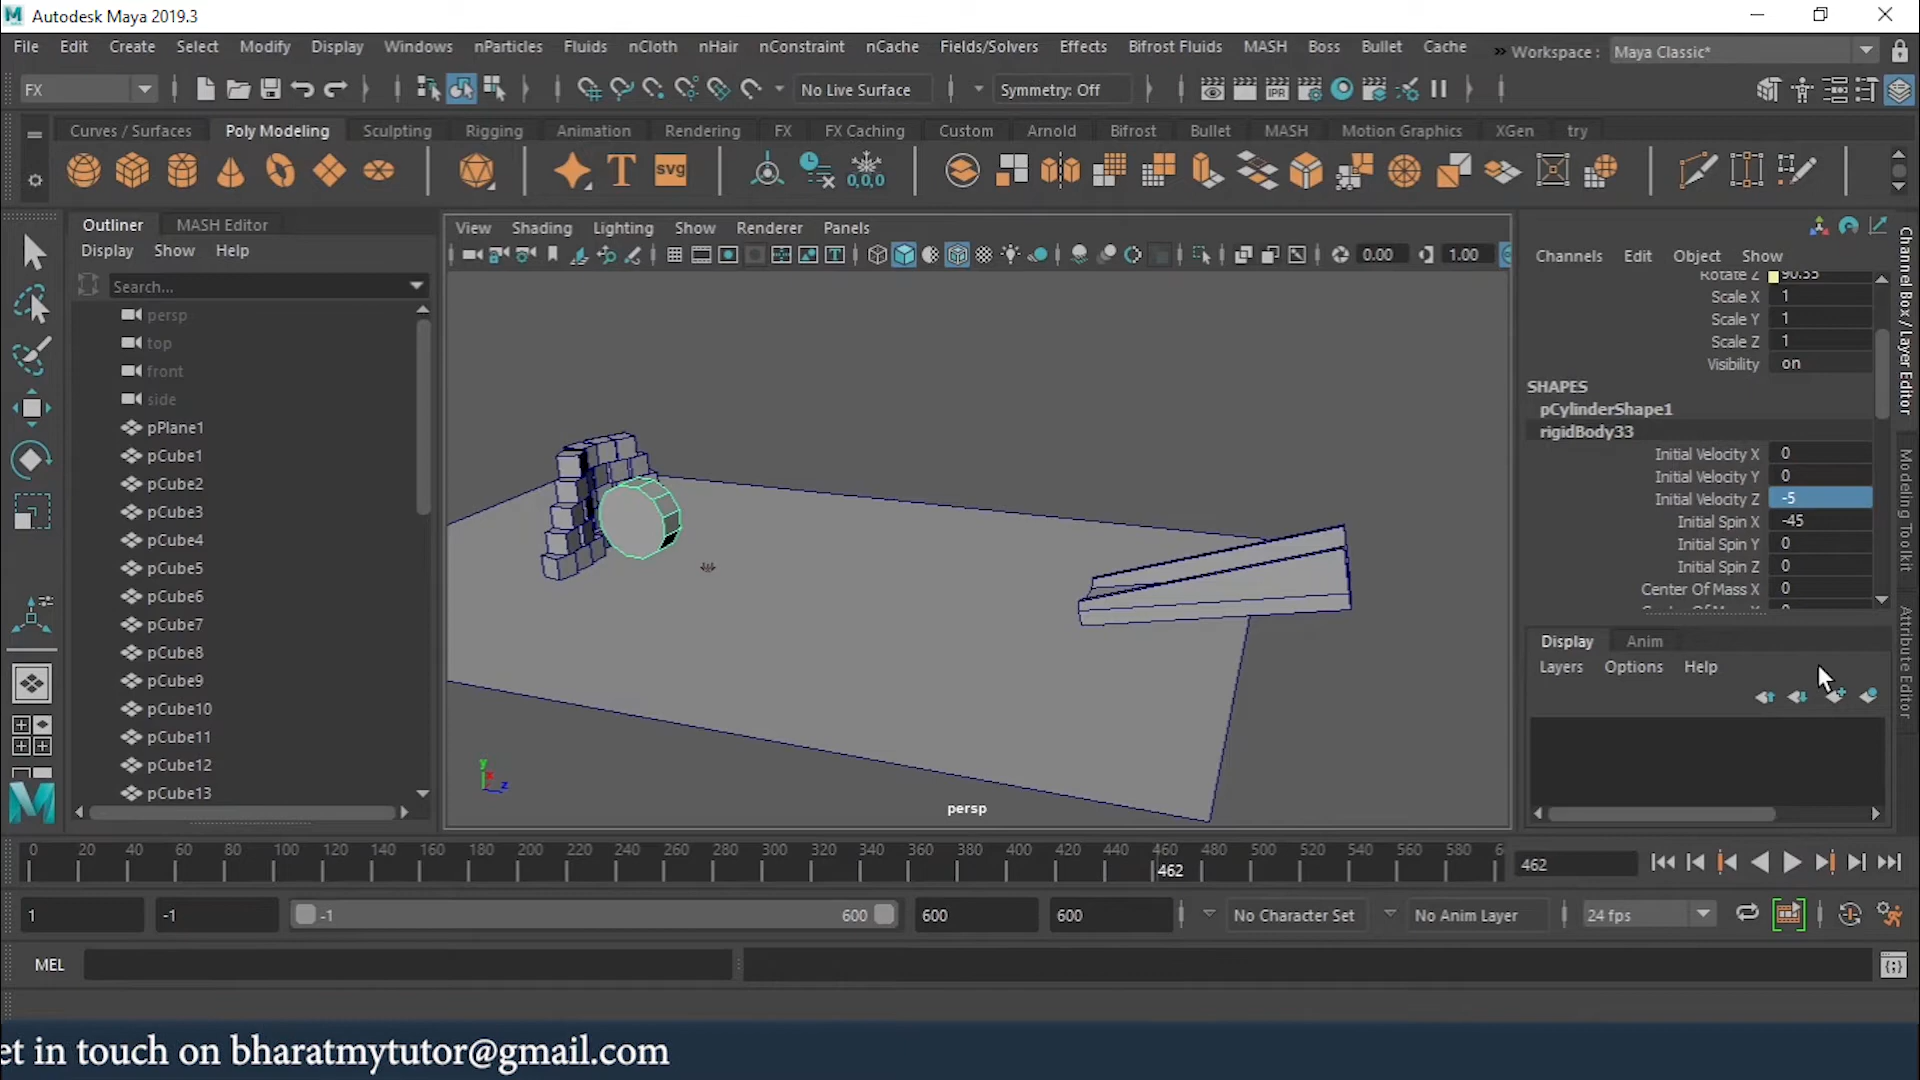 Autodesk Maya 2019.3
File Edit Create Select Modify Display Windows nParticles Fluids nCloth nHair nConstraint nCache Fields/Solvers Effects Bifrost Fluids MASH Boss Bullet Cache » Workspace : Maya Classic*
FX No Live Surface Symmetry: Off
Curves / Surfaces Poly Modeling Sculpting Rigging Animation Rendering FX FX Caching Custom Arnold Bifrost Bullet MASH Motion Graphics XGen try
T svg 0,0,0
Outliner MASH Editor
Display Show Help
Search...
persp
top
front
side
pPlane1
pCube1
pCube2
pCube3
pCube4
pCube5
pCube6
pCube7
pCube8
pCube9
pCube10
pCube11
pCube12
pCube13
View Shading Lighting Show Renderer Panels
0.00 1.00
y
x
z
persp
Channels Edit Object Show
Rotate Z 90.35
Scale X 1
Scale Y 1
Scale Z 1
Visibility on
SHAPES
pCylinderShape1
rigidBody33
Initial Velocity X 0
Initial Velocity Y 0
Initial Velocity Z -5
Initial Spin X -45
Initial Spin Y 0
Initial Spin Z 0
Center Of Mass X 0
Display Anim
Layers Options Help
Channel Box / Layer Editor
Modeling Toolkit
Attribute Editor
0 20 40 60 80 100 120 140 160 180 200 220 240 260 280 300 320 340 360 380 400 420 440 460 480 500 520 540 560 580 6
462
462
1 -1 -1 600 600 600 No Character Set No Anim Layer 24 fps
MEL
et in touch on bharatmytutor@gmail.com